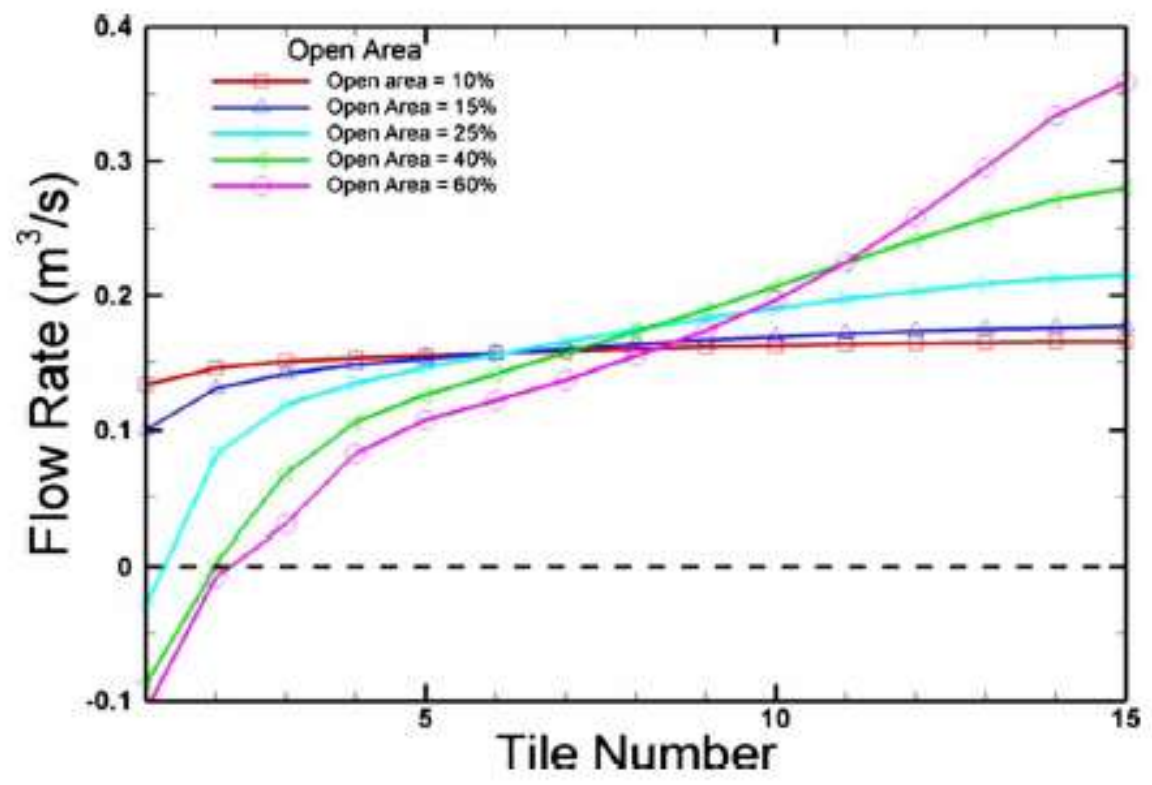 0.4
0.3
0.2
0.1
0
-0.1
Flow Rate (m³/s)
Open Area
Open area = 10%
Open Area = 15%
Open Area = 25%
Open Area = 40%
Open Area = 60%
5
10
15
Tile Number